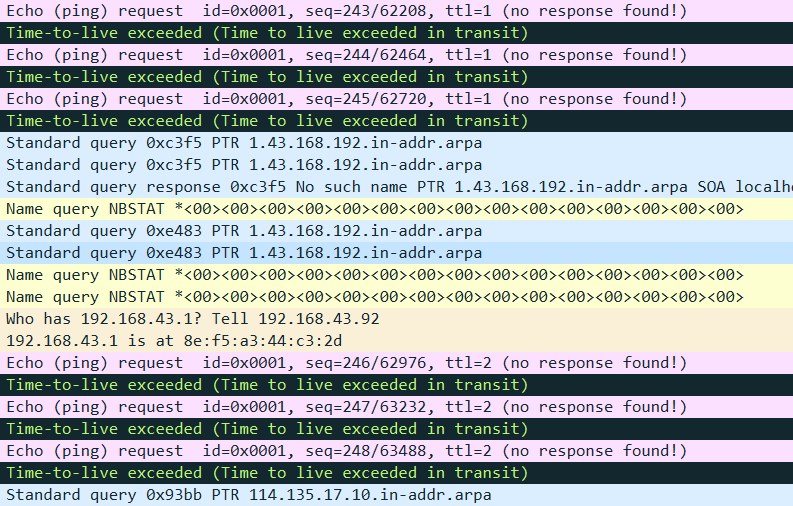 Echo (ping) request  id=0x0001, seq=243/62208, ttl=1 (no response found!)
Time-to-live exceeded (Time to live exceeded in transit)
Echo (ping) request  id=0x0001, seq=244/62464, ttl=1 (no response found!)
Time-to-live exceeded (Time to live exceeded in transit)
Echo (ping) request  id=0x0001, seq=245/62720, ttl=1 (no response found!)
Time-to-live exceeded (Time to live exceeded in transit)
Standard query 0xc3f5 PTR 1.43.168.192.in-addr.arpa
Standard query 0xc3f5 PTR 1.43.168.192.in-addr.arpa
Standard query response 0xc3f5 No such name PTR 1.43.168.192.in-addr.arpa SOA localhe
Name query NBSTAT *<00><00><00><00><00><00><00><00><00><00><00><00><00><00><00>
Standard query 0xe483 PTR 1.43.168.192.in-addr.arpa
Standard query 0xe483 PTR 1.43.168.192.in-addr.arpa
Name query NBSTAT *<00><00><00><00><00><00><00><00><00><00><00><00><00><00><00>
Name query NBSTAT *<00><00><00><00><00><00><00><00><00><00><00><00><00><00><00>
Who has 192.168.43.1? Tell 192.168.43.92
192.168.43.1 is at 8e:f5:a3:44:c3:2d
Echo (ping) request  id=0x0001, seq=246/62976, ttl=2 (no response found!)
Time-to-live exceeded (Time to live exceeded in transit)
Echo (ping) request  id=0x0001, seq=247/63232, ttl=2 (no response found!)
Time-to-live exceeded (Time to live exceeded in transit)
Echo (ping) request  id=0x0001, seq=248/63488, ttl=2 (no response found!)
Time-to-live exceeded (Time to live exceeded in transit)
Standard query 0x93bb PTR 114.135.17.10.in-addr.arpa